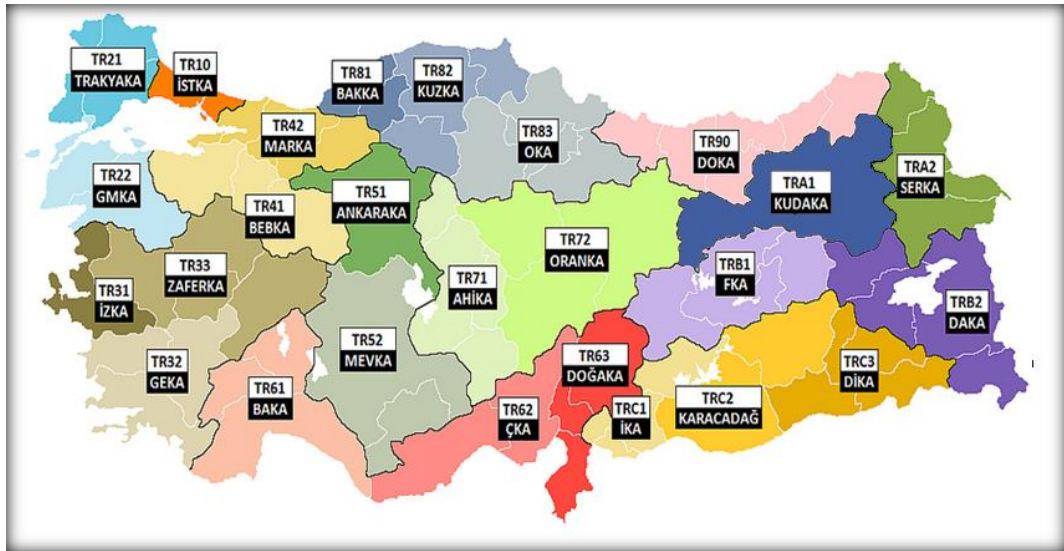 TR21
TRAKYAKA
TR10
İSTKA
TR81
BAKKA
TR82
KUZKA
TR42
MARKA
TR83
OKA
TR90
DOKA
TRA2
SERKA
TR22
GMKA
TR51
ANKARAKA
TRA1
KUDAKA
TR41
BEBKA
TR72
ORANKA
TR33
ZAFERKA
TR71
AHİKA
TRB1
FKA
TR31
İZKA
TRB2
DAKA
TR52
MEVKA
TR32
GEKA
TR63
DOĞAKA
TRC3
DİKA
TR61
BAKA
TR62
ÇKA
TRC1
İKA
TRC2
KARACADAĞ